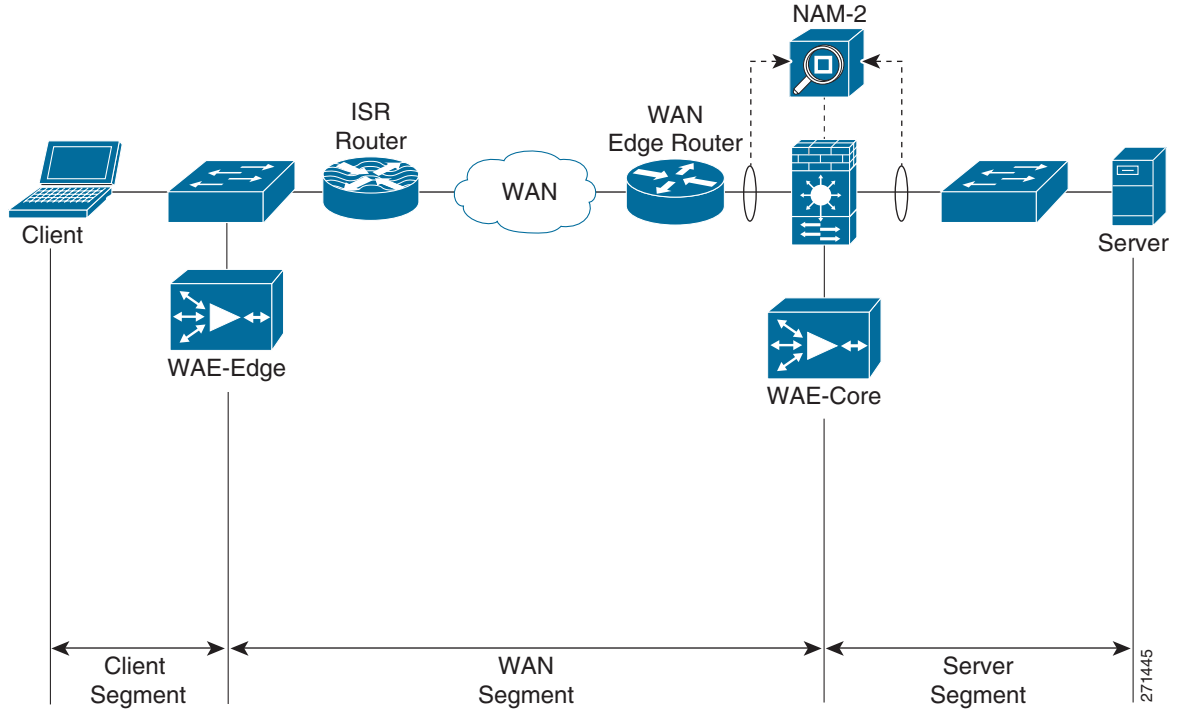 NAM-2
ISR
Router
WAN
Edge Router
WAN
Client
Server
WAE-Edge
WAE-Core
Client
Segment
WAN
Segment
Server
Segment
271445